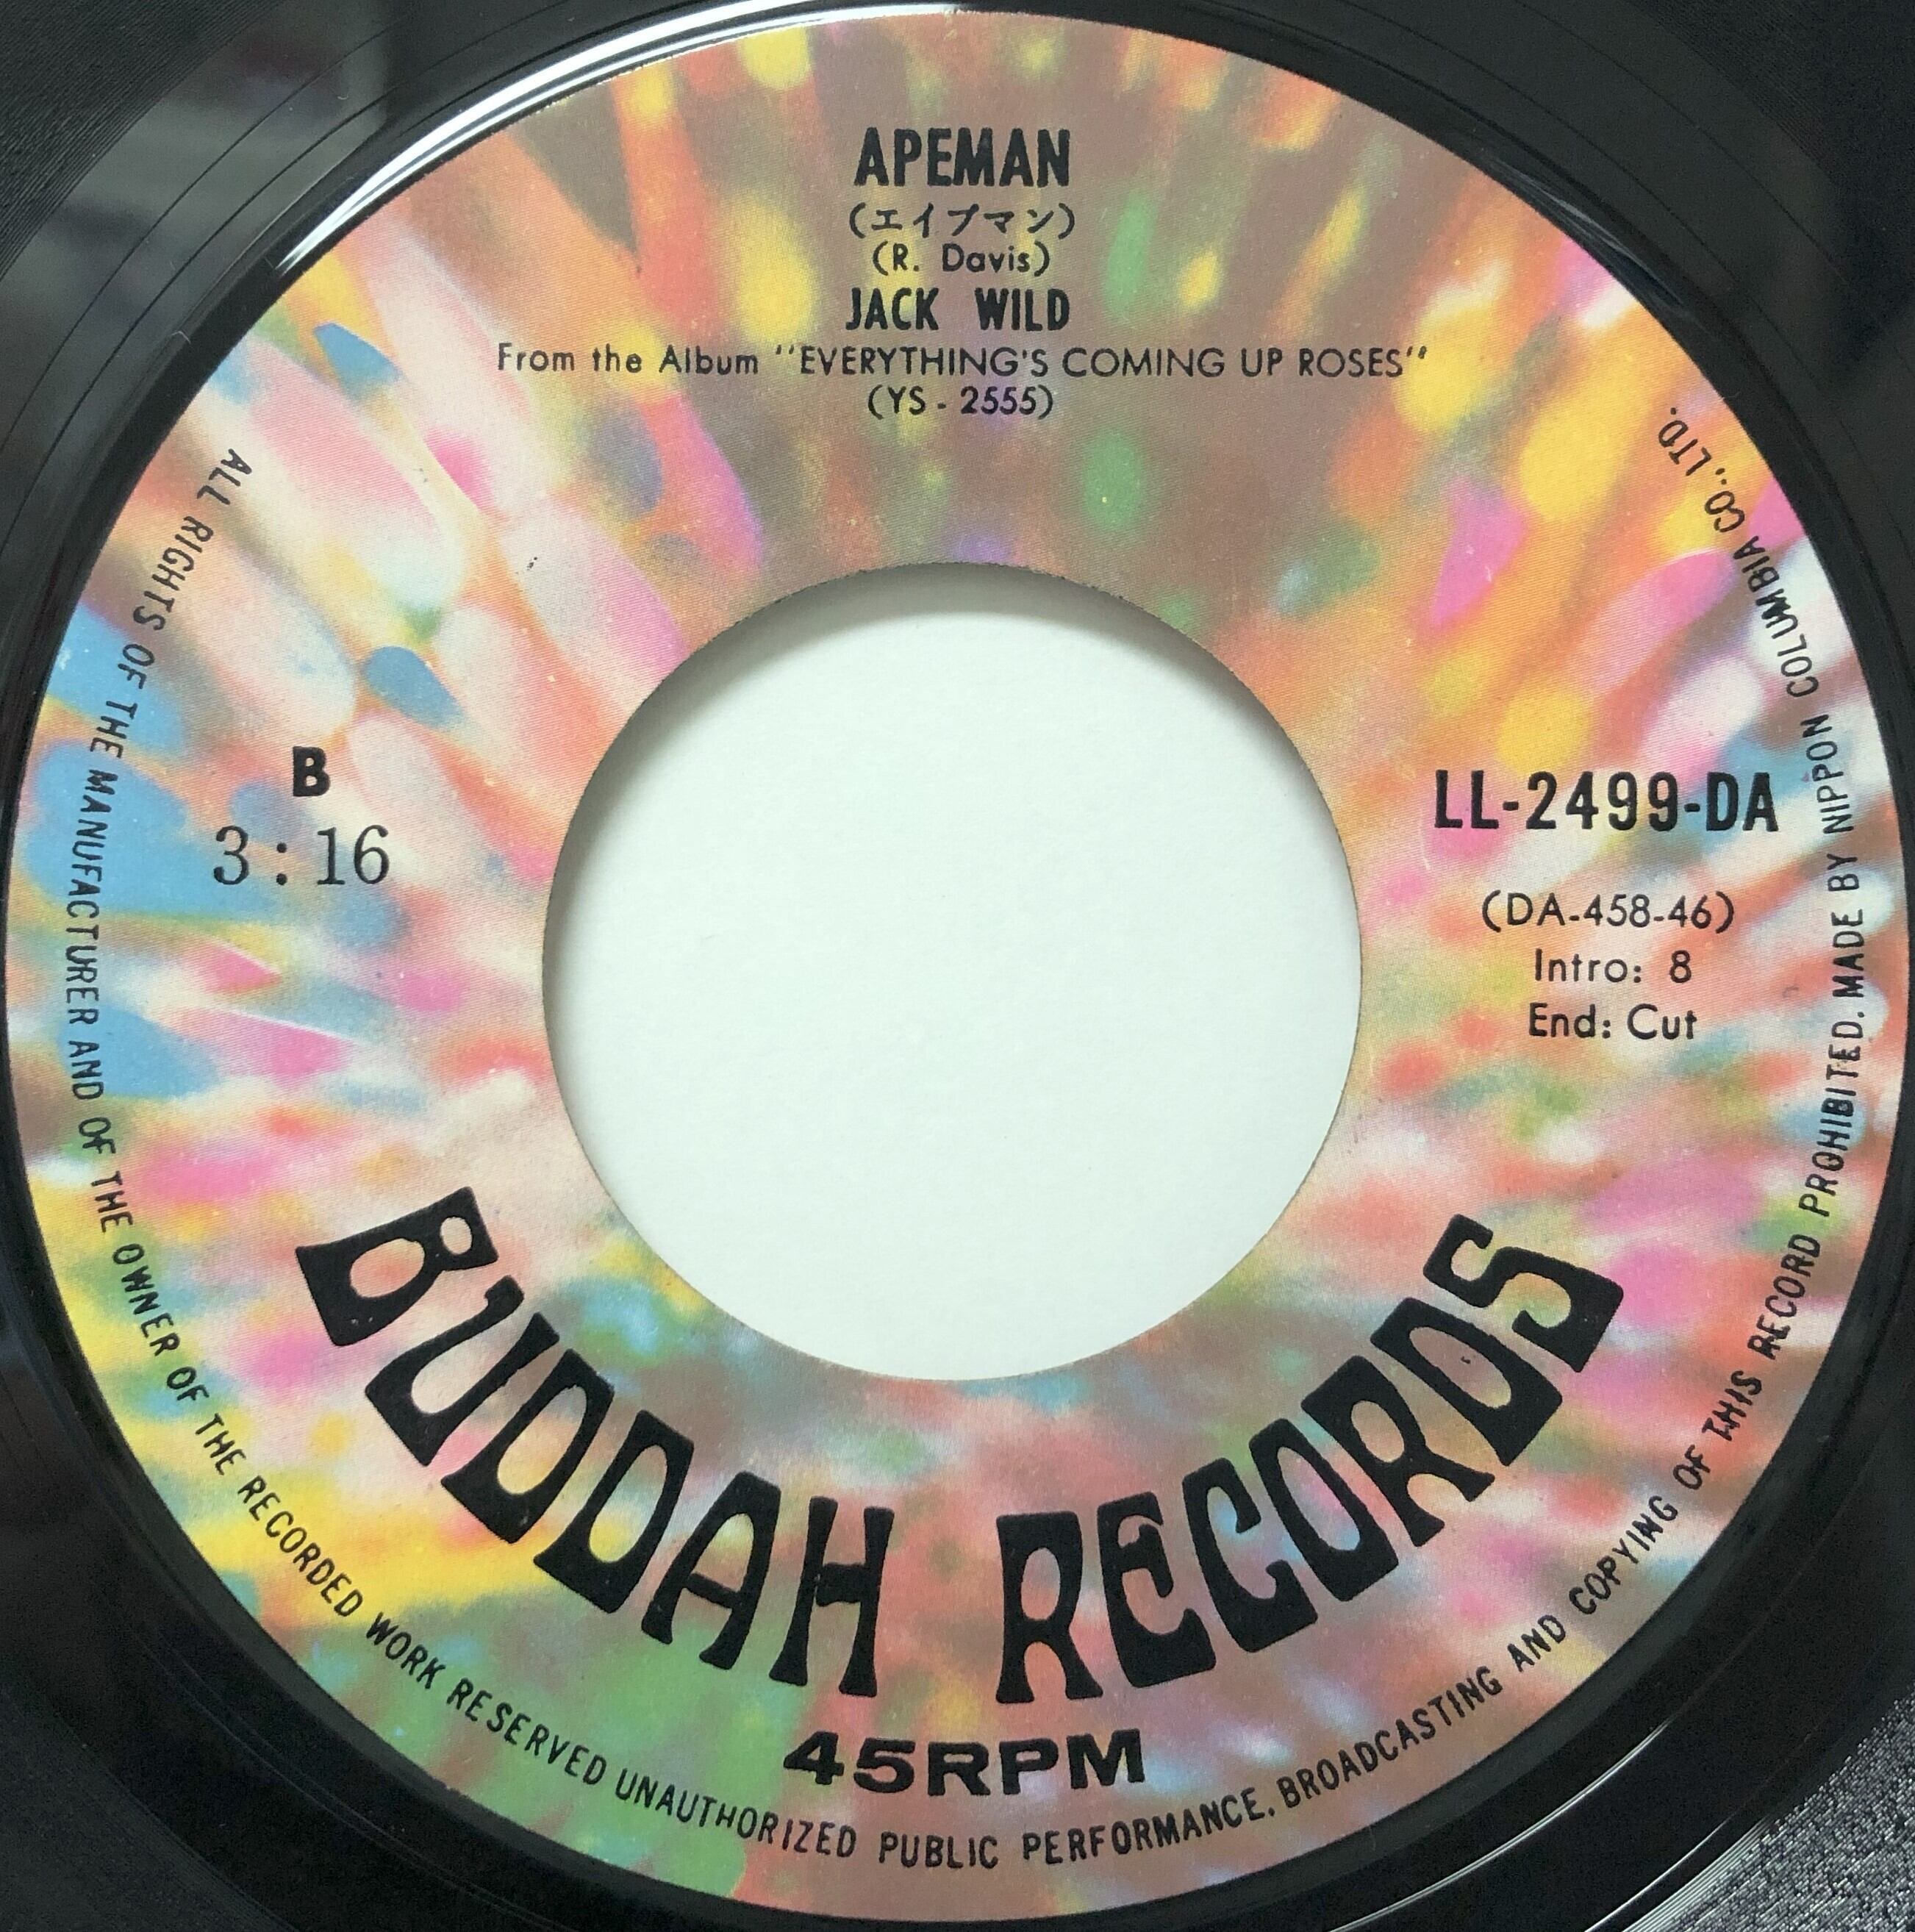 APEMAN
(エイプマン)
(R. Davis)
JACK WILD
From the Album "EVERYTHING'S COMING UP ROSES"
(YS - 2555)
B
3:16
LL-2499-DA
(DA-458-46)
Intro: 8
End: Cut
BUDDAH RECORDS
45RPM
ALL RIGHTS OF THE MANUFACTURER AND OF THE OWNER OF THE RECORDED WORK RESERVED UNAUTHORIZED PUBLIC PERFORMANCE. BROADCASTING AND COPYING OF THIS RECORD PROHIBITED. MADE BY NIPPON COLUMBIA CO., LTD.